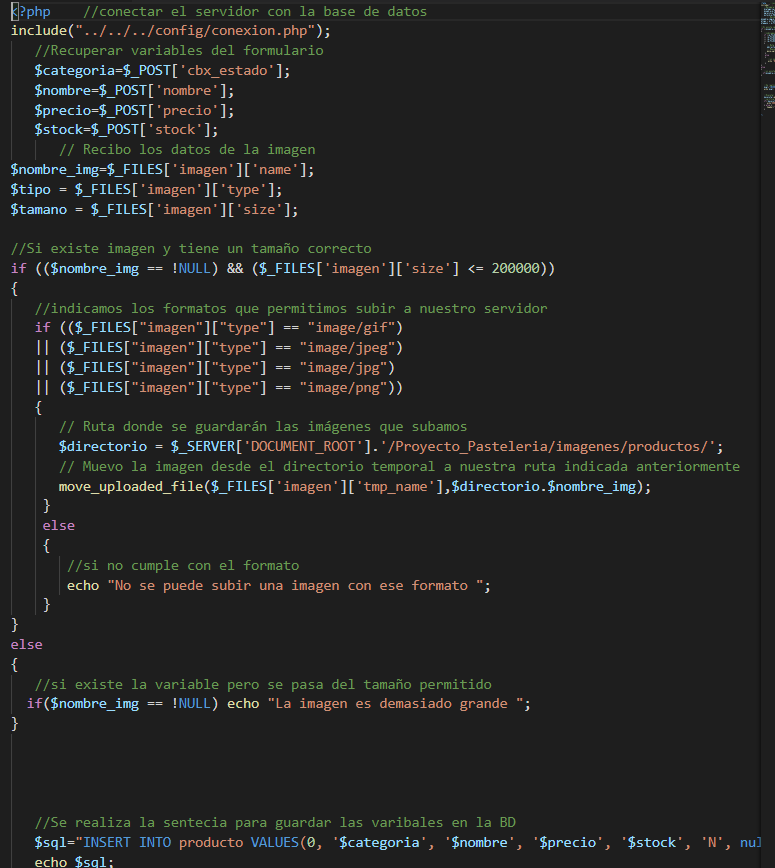 <?php    //conectar el servidor con la base de datos
include("../../../config/conexion.php");
   //Recuperar variables del formulario
   $categoria=$_POST['cbx_estado'];
   $nombre=$_POST['nombre'];
   $precio=$_POST['precio'];
   $stock=$_POST['stock'];
      // Recibo los datos de la imagen
$nombre_img=$_FILES['imagen']['name'];
$tipo = $_FILES['imagen']['type'];
$tamano = $_FILES['imagen']['size'];

//Si existe imagen y tiene un tamaño correcto
if (($nombre_img == !NULL) && ($_FILES['imagen']['size'] <= 200000))
{
   //indicamos los formatos que permitimos subir a nuestro servidor
   if (($_FILES["imagen"]["type"] == "image/gif")
   || ($_FILES["imagen"]["type"] == "image/jpeg")
   || ($_FILES["imagen"]["type"] == "image/jpg")
   || ($_FILES["imagen"]["type"] == "image/png"))
   {
      // Ruta donde se guardarán las imágenes que subamos
      $directorio = $_SERVER['DOCUMENT_ROOT'].'/Proyecto_Pasteleria/imagenes/productos/';
      // Muevo la imagen desde el directorio temporal a nuestra ruta indicada anteriormente
      move_uploaded_file($_FILES['imagen']['tmp_name'],$directorio.$nombre_img);
    }
    else
    {
       //si no cumple con el formato
       echo "No se puede subir una imagen con ese formato ";
    }
}
else
{
   //si existe la variable pero se pasa del tamaño permitido
  if($nombre_img == !NULL) echo "La imagen es demasiado grande ";
}

   //Se realiza la sentecia para guardar las varibales en la BD
   $sql="INSERT INTO producto VALUES(0, '$categoria', '$nombre', '$precio', '$stock', 'N', nul
   echo $sql;